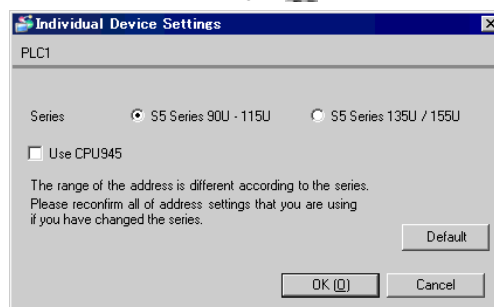 Individual Device Settings
PLC1
Series S5 Series 90U - 115U S5 Series 135U / 155U
Use CPU945
The range of the address is different according to the series.
Please reconfirm all of address settings that you are using
if you have changed the series.
Default
OK (O) Cancel